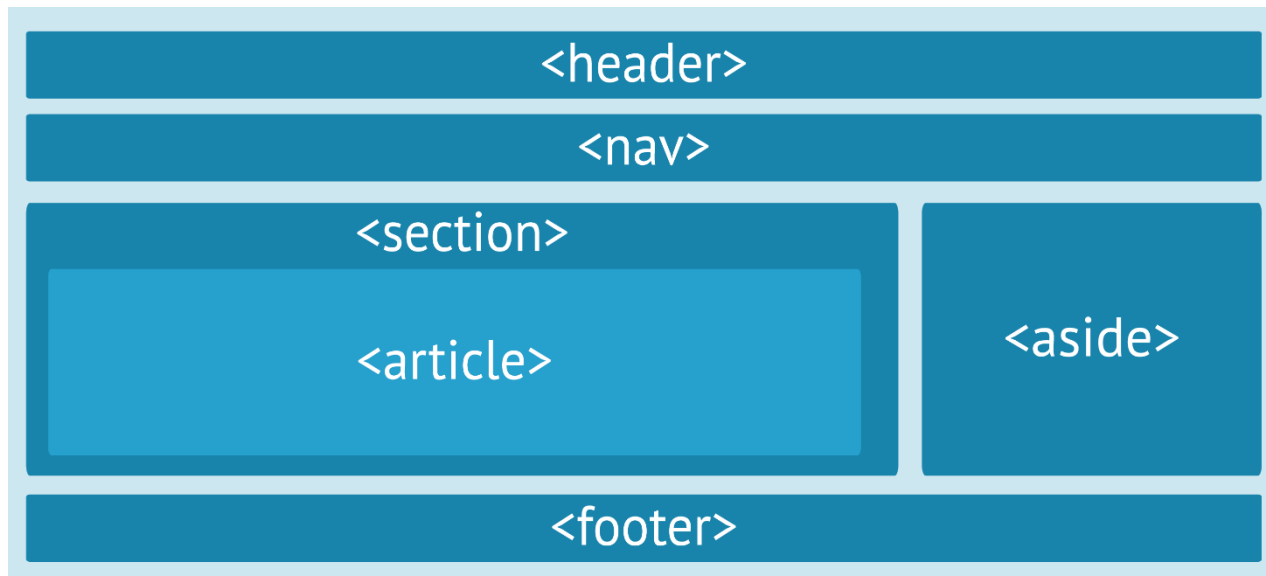 <header>
<nav>
<section>
<article>
<aside>
<footer>